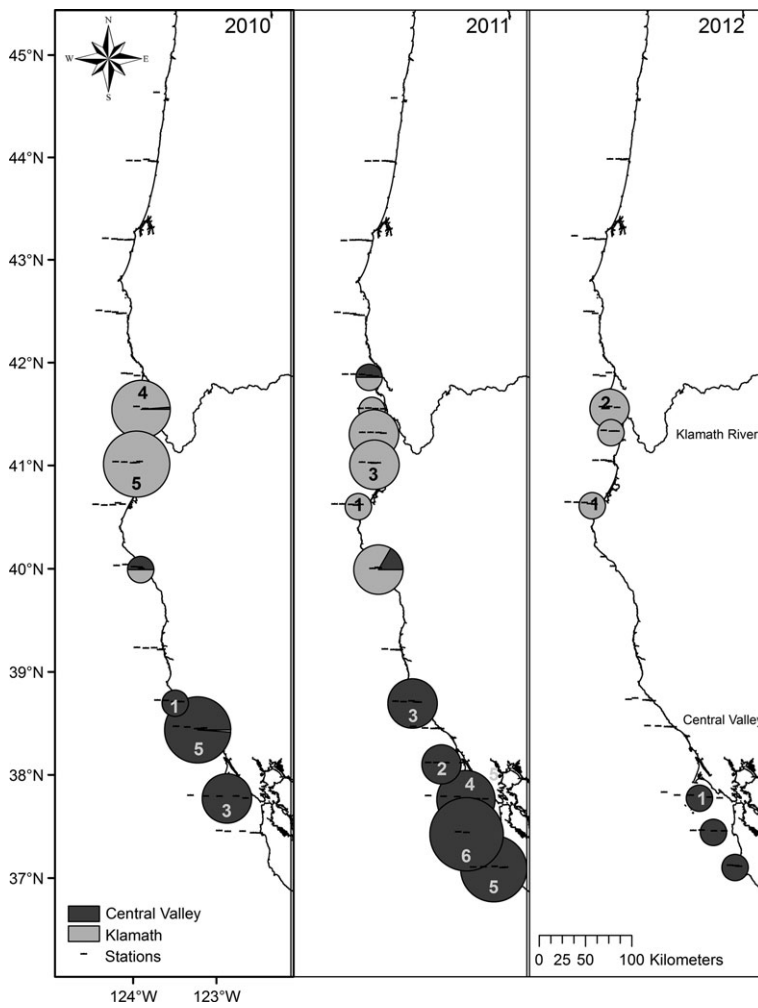 2010
2011
2012
N
W E
S
45°N
44°N
43°N
42°N
41°N
40°N
39°N
38°N
37°N
4
5
1
5
3
3
1
3
2
5
4
6
5
2
Klamath River
1
Central Valley
1
Central Valley
Klamath
Stations
0 25 50 100 Kilometers
124°W 123°W